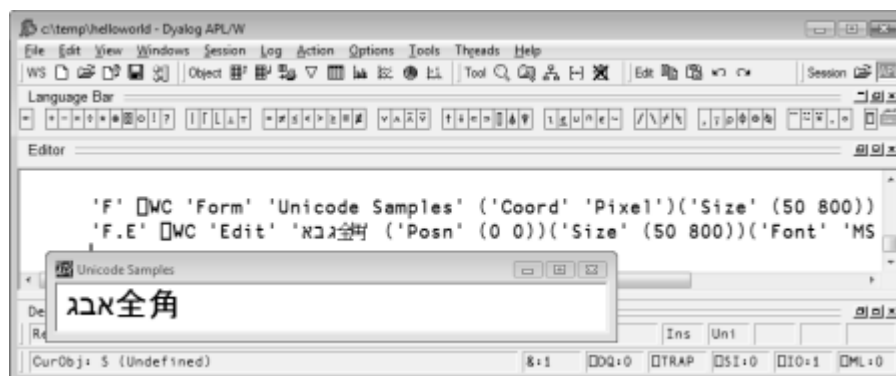 c:\temp\helloworld - Dyalog APL/W
File Edit View Windows Session Log Action Options Tools Threads Help
WS Object Tool Edit Session
Language Bar
Editor
'F' ⎕WC 'Form' 'Unicode Samples' ('Coord' 'Pixel')('Size' (50 800))
'F.E' ⎕WC 'Edit' 'אבג全角' ('Posn' (0 0))('Size' (50 800))('Font' 'MS
Unicode Samples
אבג全角
De
Re Ins Uni
CurObj: S (Undefined) &:1 ⎕DQ:0 ⎕TRAP ⎕SI:0 ⎕IO:1 ⎕ML:0